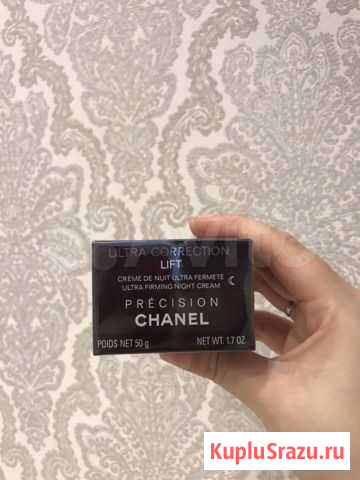 ULTRA CORRECTION
LIFT
CRÈME DE NUIT ULTRA FERMETÉ
ULTRA FIRMING NIGHT CREAM
PRÉCISION
CHANEL
POIDS NET 50 g NET WT. 1.7 OZ
KupluSrazu.ru